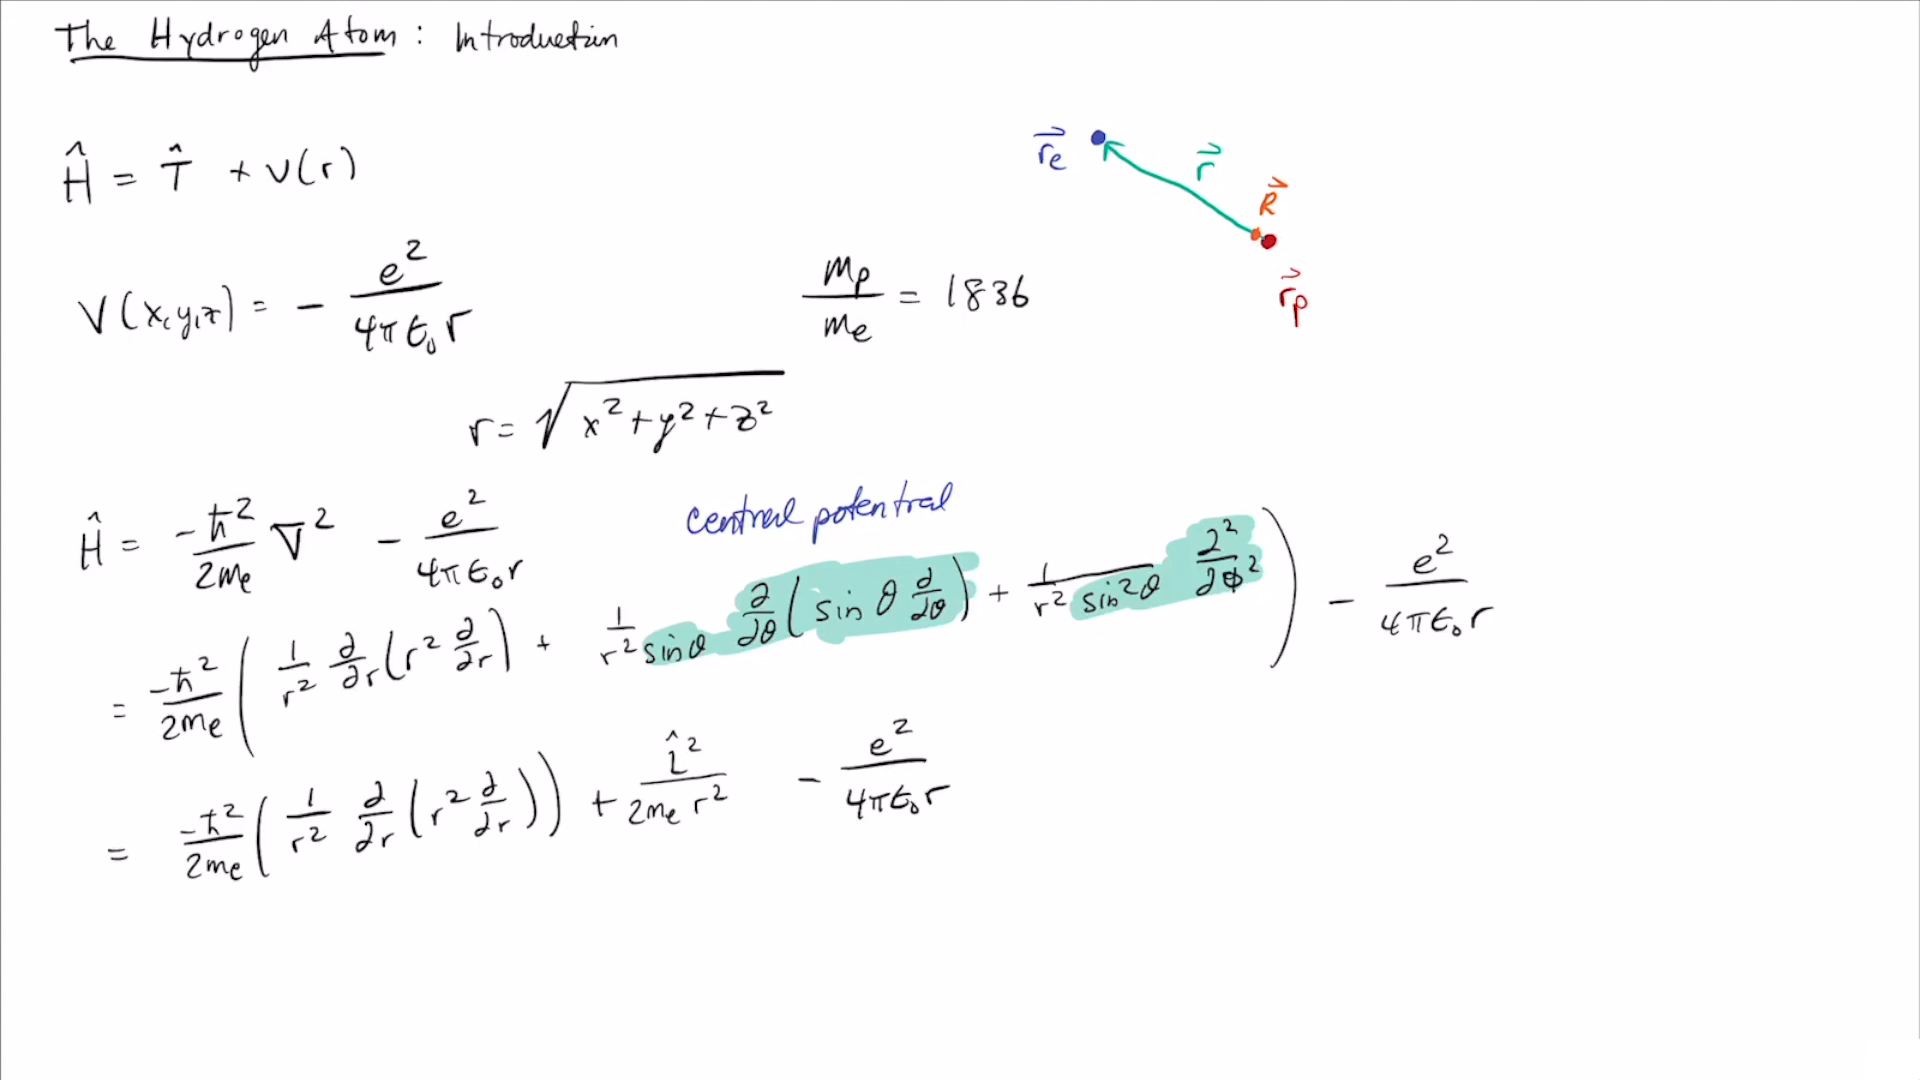 The Hydrogen Atom: Introduction
Ĥ = T̂ + V(r)
r⃗e
r⃗
R⃗
r⃗p
V(x,y,z) = - e² / 4πϵ₀r
mp / me = 1836
r = √(x² + y² + z²)
Ĥ = -ħ²/2me ∇² - e²/4πϵ₀r
central potential
= -ħ²/2me ( 1/r² ∂/∂r (r² ∂/∂r) + 1/r² sinθ ∂/∂θ (sin θ ∂/∂θ) + 1/r² sin²θ ∂²/∂ϕ² ) - e²/4πϵ₀r
= -ħ²/2me ( 1/r² ∂/∂r (r² ∂/∂r) ) + L̂²/2me r² - e²/4πϵ₀r